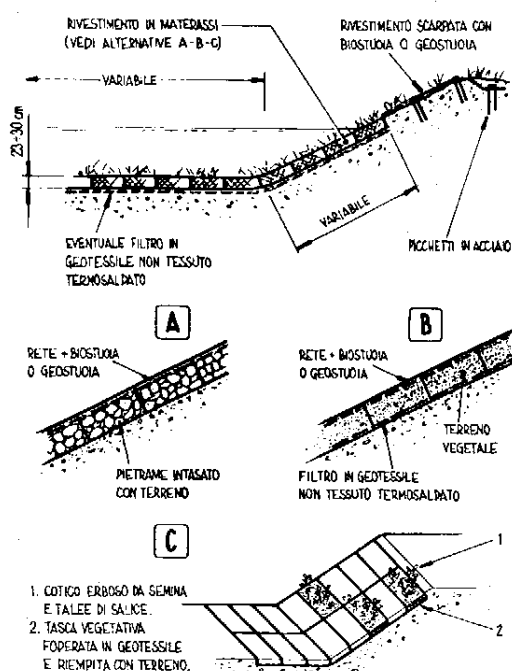 RIVESTIMENTO IN MATERASSI
(VEDI ALTERNATIVE A-B-C)
RIVESTIMENTO SCARPATA CON
BIOSTUOIA O GEOSTUOIA
VARIABILE
23÷30 cm
VARIABILE
EVENTUALE FILTRO IN
GEOTESSILE NON TESSUTO
TERMOSALDATO
PICCHETTI IN ACCIAIO
A
RETE + BIOSTUOIA
O GEOSTUOIA
PIETRAME INTASATO
CON TERRENO
B
RETE + BIOSTUOIA
O GEOSTUOIA
TERRENO
VEGETALE
FILTRO IN GEOTESSILE
NON TESSUTO TERMOSALDATO
C
1. COTICO ERBOSO DA SEMINA
E TALEE DI SALICE.
2. TASCA VEGETATIVA
FODERATA IN GEOTESSILE
E RIEMPITA CON TERRENO.
1
2